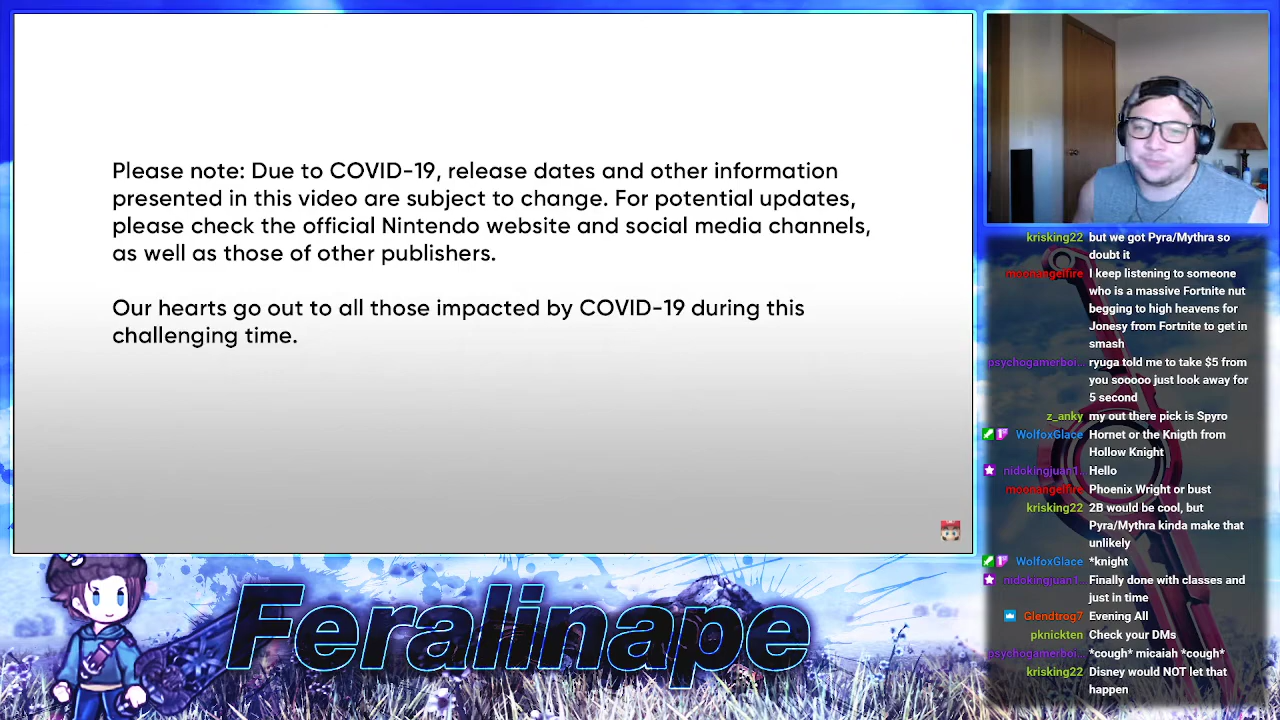 Please note: Due to COVID-19, release dates and other information
presented in this video are subject to change. For potential updates,
please check the official Nintendo website and social media channels,
as well as those of other publishers.
Our hearts go out to all those impacted by COVID-19 during this
challenging time.
krisking22 but we got Pyra/Mythra so
doubt it
moonangelfire I keep listening to someone
who is a massive Fortnite nut
begging to high heavens for
Jonesy from Fortnite to get in
smash
psychogamerboi... ryuga told me to take $5 from
you sooooo just look away for
5 second
z_anky my out there pick is Spyro
WolfoxGlace Hornet or the Knigth from
Hollow Knight
nidokingjuan1... Hello
moonangelfire Phoenix Wright or bust
krisking22 2B would be cool, but
Pyra/Mythra kinda make that
unlikely
WolfoxGlace *knight
nidokingjuan1... Finally done with classes and
just in time
Glendtrog7 Evening All
pknickten Check your DMs
psychogamerboi... *cough* micaiah *cough*
krisking22 Disney would NOT let that
happen
Feralinape